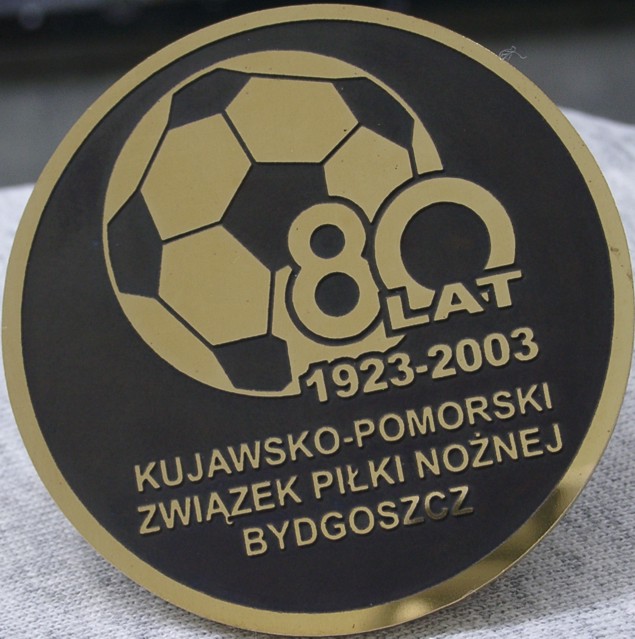 80
LAT
1923-2003
KUJAWSKO-POMORSKI
ZWIĄZEK PIŁKI NOŻNEJ
BYDGOSZCZ